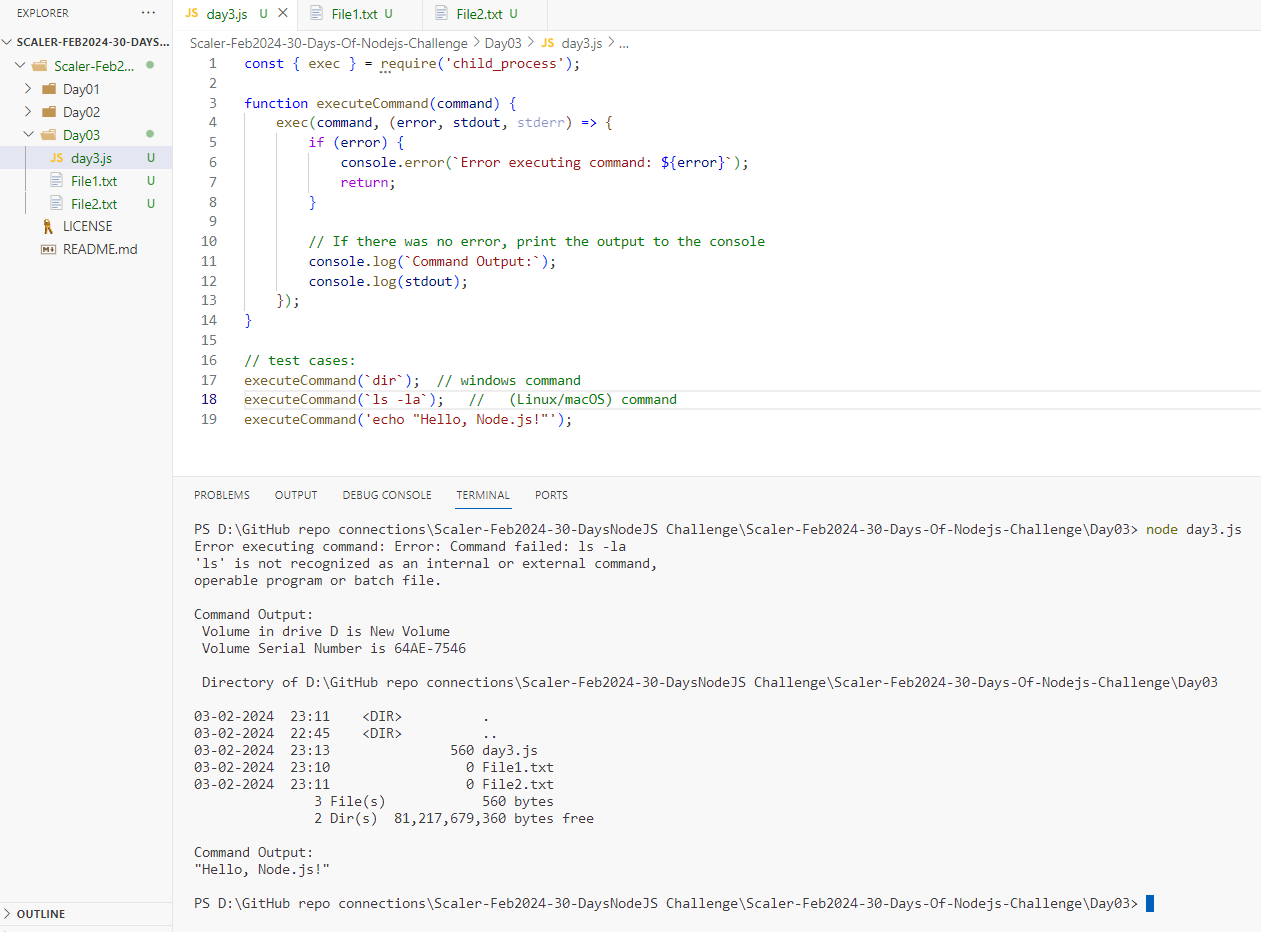 EXPLORER ···
SCALER-FEB2024-30-DAYS...
Scaler-Feb2...
Day01
Day02
Day03
JS day3.js U
File1.txt U
File2.txt U
LICENSE
README.md
OUTLINE
JS day3.js U
File1.txt U
File2.txt U
Scaler-Feb2024-30-Days-Of-Nodejs-Challenge > Day03 > JS day3.js > ...
1 const { exec } = require('child_process');
2
3 function executeCommand(command) {
4     exec(command, (error, stdout, stderr) => {
5         if (error) {
6             console.error(`Error executing command: ${error}`);
7             return;
8         }
9
10         // If there was no error, print the output to the console
11         console.log(`Command Output:`);
12         console.log(stdout);
13     });
14 }
15
16 // test cases:
17 executeCommand(`dir`);  // windows command
18 executeCommand(`ls -la`);   //   (Linux/macOS) command
19 executeCommand('echo "Hello, Node.js!"');
PROBLEMS OUTPUT DEBUG CONSOLE TERMINAL PORTS
PS D:\GitHub repo connections\Scaler-Feb2024-30-DaysNodeJS Challenge\Scaler-Feb2024-30-Days-Of-Nodejs-Challenge\Day03> node day3.js
Error executing command: Error: Command failed: ls -la
'ls' is not recognized as an internal or external command,
operable program or batch file.
Command Output:
 Volume in drive D is New Volume
 Volume Serial Number is 64AE-7546
 Directory of D:\GitHub repo connections\Scaler-Feb2024-30-DaysNodeJS Challenge\Scaler-Feb2024-30-Days-Of-Nodejs-Challenge\Day03
03-02-2024  23:11    <DIR>          .
03-02-2024  22:45    <DIR>          ..
03-02-2024  23:13               560 day3.js
03-02-2024  23:10                 0 File1.txt
03-02-2024  23:11                 0 File2.txt
               3 File(s)            560 bytes
               2 Dir(s)  81,217,679,360 bytes free
Command Output:
"Hello, Node.js!"
PS D:\GitHub repo connections\Scaler-Feb2024-30-DaysNodeJS Challenge\Scaler-Feb2024-30-Days-Of-Nodejs-Challenge\Day03>